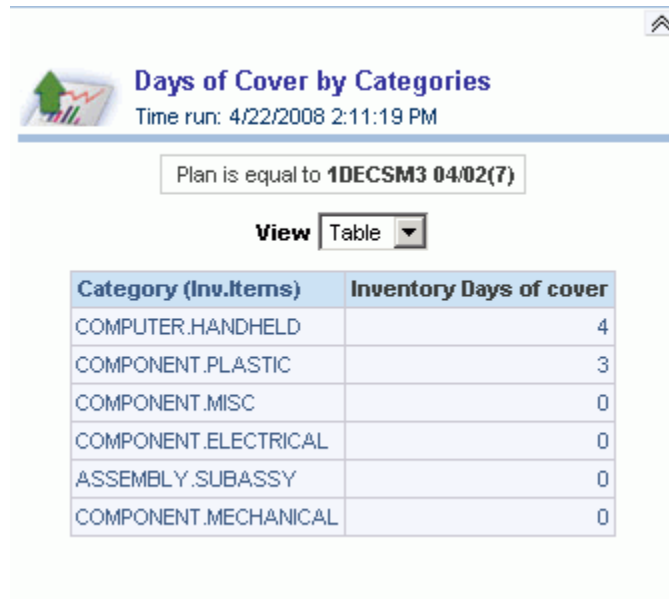 Days of Cover by Categories
Time run: 4/22/2008 2:11:19 PM
Plan is equal to 1DECSM3 04/02(7)
View Table
Category (Inv.Items) Inventory Days of cover
COMPUTER.HANDHELD 4
COMPONENT.PLASTIC 3
COMPONENT.MISC 0
COMPONENT.ELECTRICAL 0
ASSEMBLY.SUBASSY 0
COMPONENT.MECHANICAL 0